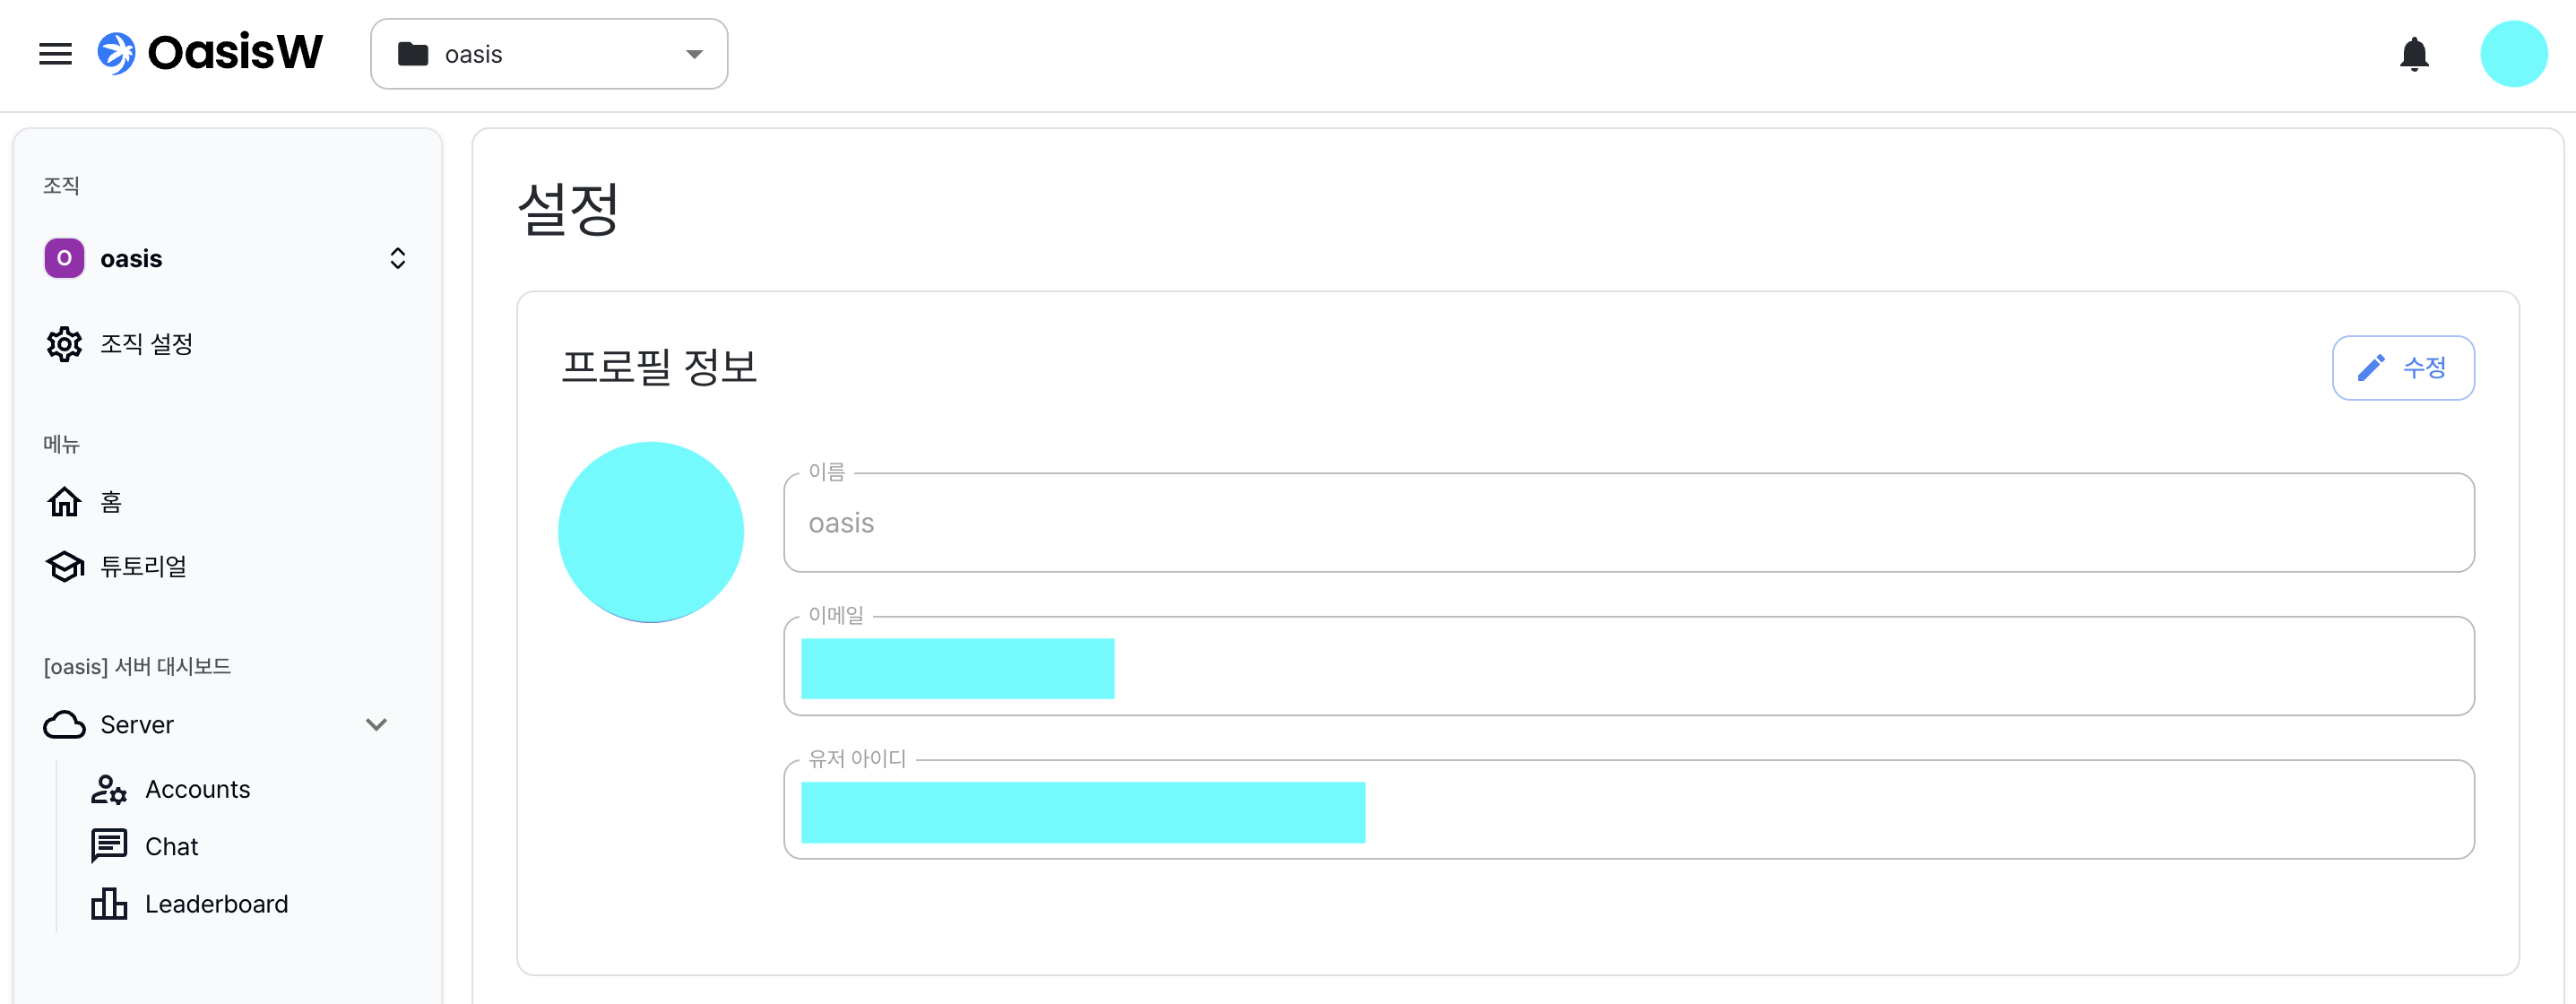 OasisW
oasis
조직
O oasis
조직 설정
메뉴
홈
튜토리얼
[oasis] 서버 대시보드
Server
Accounts
Chat
Leaderboard
설정
프로필 정보
수정
이름
oasis
이메일
유저 아이디